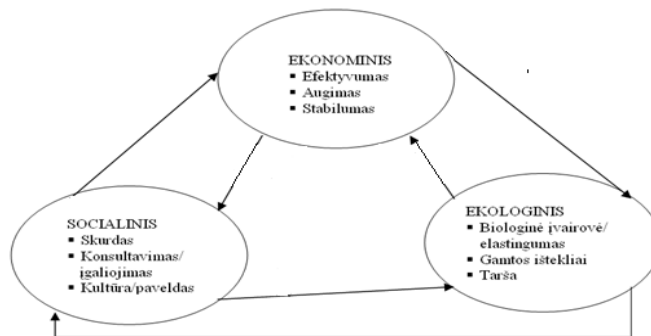 EKONOMINIS
▪ Efektyvumas
▪ Augimas
▪ Stabilumas
SOCIALINIS
▪ Skurdas
▪ Konsultavimas/
įgaliojimas
▪ Kultūra/paveldas
EKOLOGINIS
▪ Biologinė įvairovė/
elastingumas
▪ Gamtos ištekliai
▪ Tarša